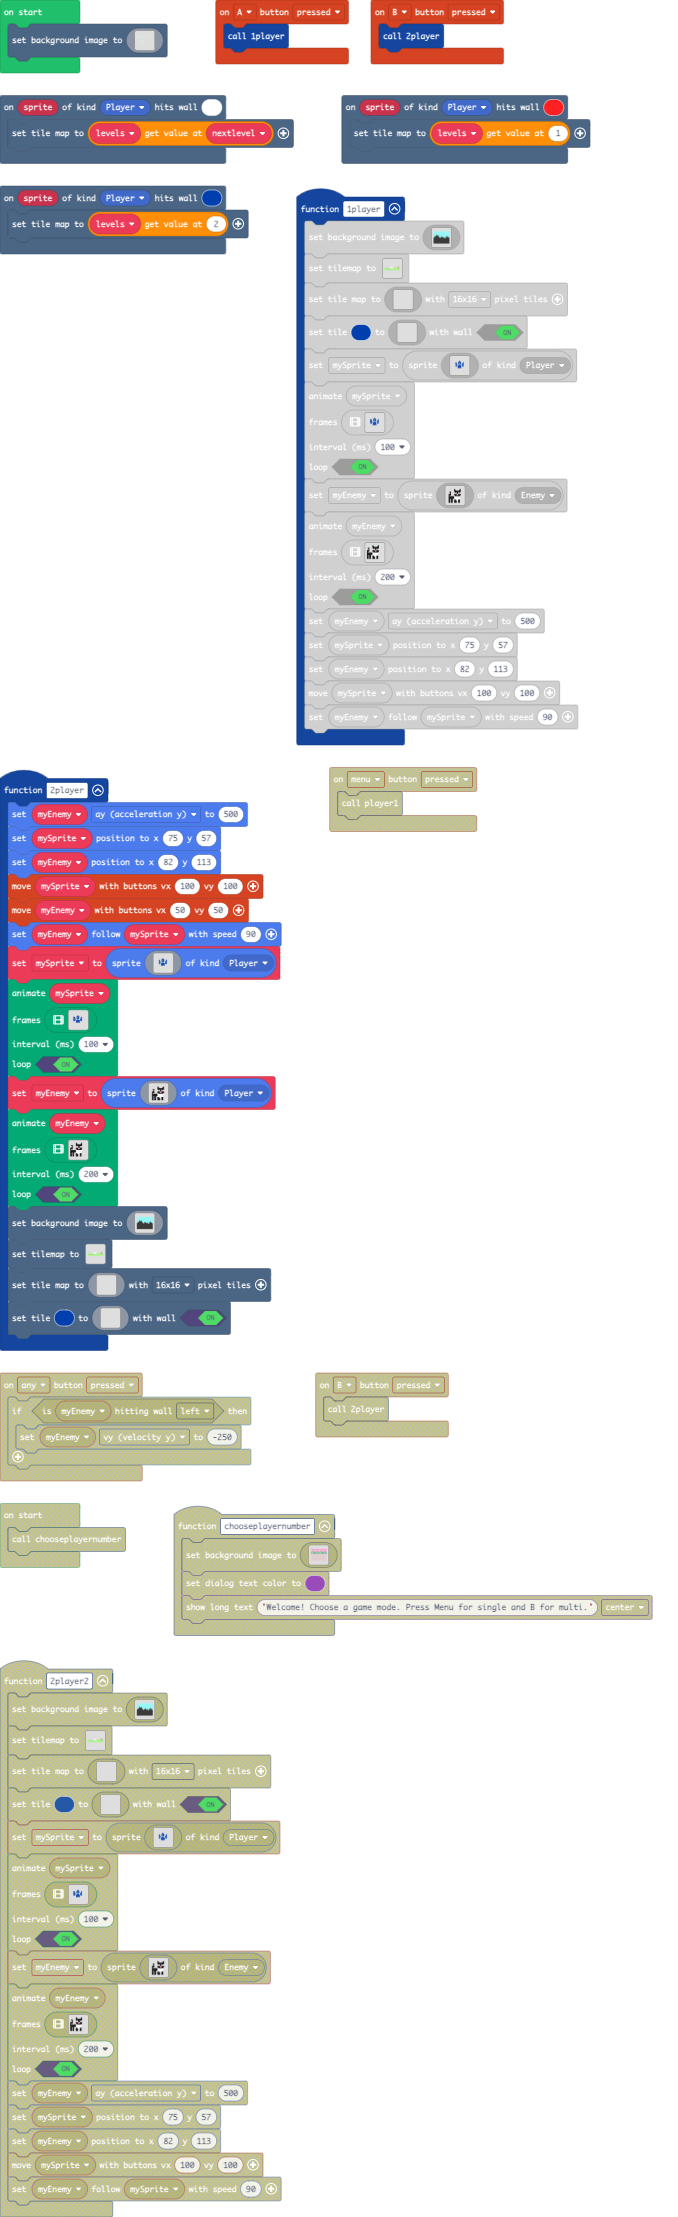 on start
set background image to
on A button pressed
call 1player
on B button pressed
call 2player
on sprite of kind Player hits wall
set tile map to levels get value at nextlevel
on sprite of kind Player hits wall
set tile map to levels get value at 1
on sprite of kind Player hits wall
set tile map to levels get value at 2
function 1player
set background image to
set tilemap to
set tile map to with 16x16 pixel tiles
set tile to with wall ON
set mySprite to sprite of kind Player
animate mySprite
frames
interval (ms) 100
loop ON
set myEnemy to sprite of kind Enemy
animate myEnemy
frames
interval (ms) 200
loop ON
set myEnemy ay (acceleration y) to 500
set mySprite position to x 75 y 57
set myEnemy position to x 82 y 113
move mySprite with buttons vx 100 vy 100
set myEnemy follow mySprite with speed 90
function 2player
set myEnemy ay (acceleration y) to 500
set mySprite position to x 75 y 57
set myEnemy position to x 82 y 113
move mySprite with buttons vx 100 vy 100
move myEnemy with buttons vx 50 vy 50
set myEnemy follow mySprite with speed 90
set mySprite to sprite of kind Player
animate mySprite
frames
interval (ms) 100
loop ON
set myEnemy to sprite of kind Player
animate myEnemy
frames
interval (ms) 200
loop ON
set background image to
set tilemap to
set tile map to with 16x16 pixel tiles
set tile to with wall ON
on menu button pressed
call player1
on any button pressed
if is myEnemy hitting wall left then
set myEnemy vy (velocity y) to -250
on B button pressed
call 2player
on start
call chooseplayernumber
function chooseplayernumber
set background image to
set dialog text color to
show long text "Welcome! Choose a game mode. Press Menu for single and B for multi." center
function 2player2
set background image to
set tilemap to
set tile map to with 16x16 pixel tiles
set tile to with wall ON
set mySprite to sprite of kind Player
animate mySprite
frames
interval (ms) 100
loop ON
set myEnemy to sprite of kind Enemy
animate myEnemy
frames
interval (ms) 200
loop ON
set myEnemy ay (acceleration y) to 500
set mySprite position to x 75 y 57
set myEnemy position to x 82 y 113
move mySprite with buttons vx 100 vy 100
set myEnemy follow mySprite with speed 90